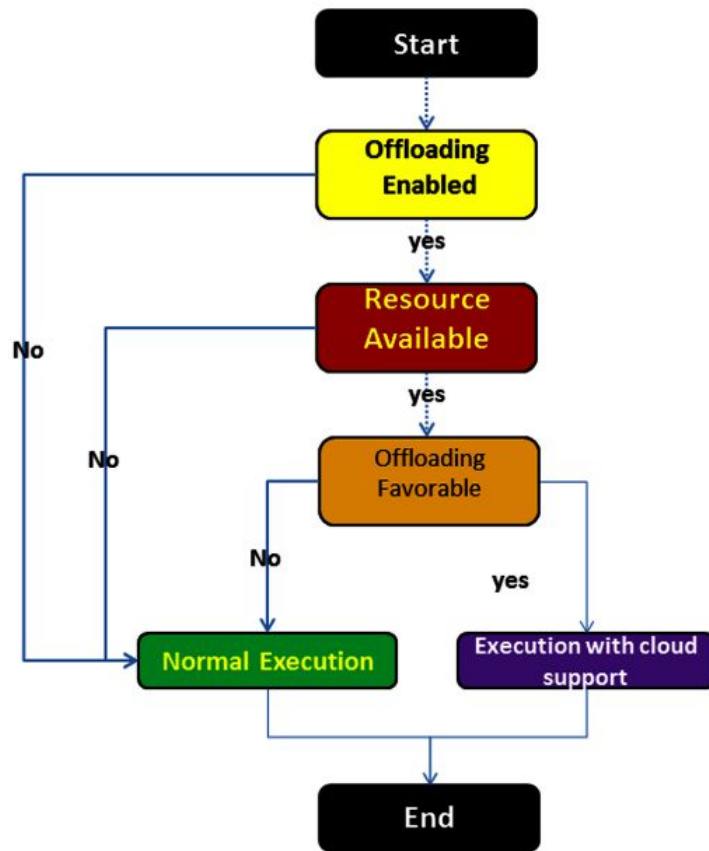 Start
Offloading
Enabled
yes
Resource
Available
No
yes
No
Offloading
Favorable
No
yes
Normal Execution
Execution with cloud
support
End